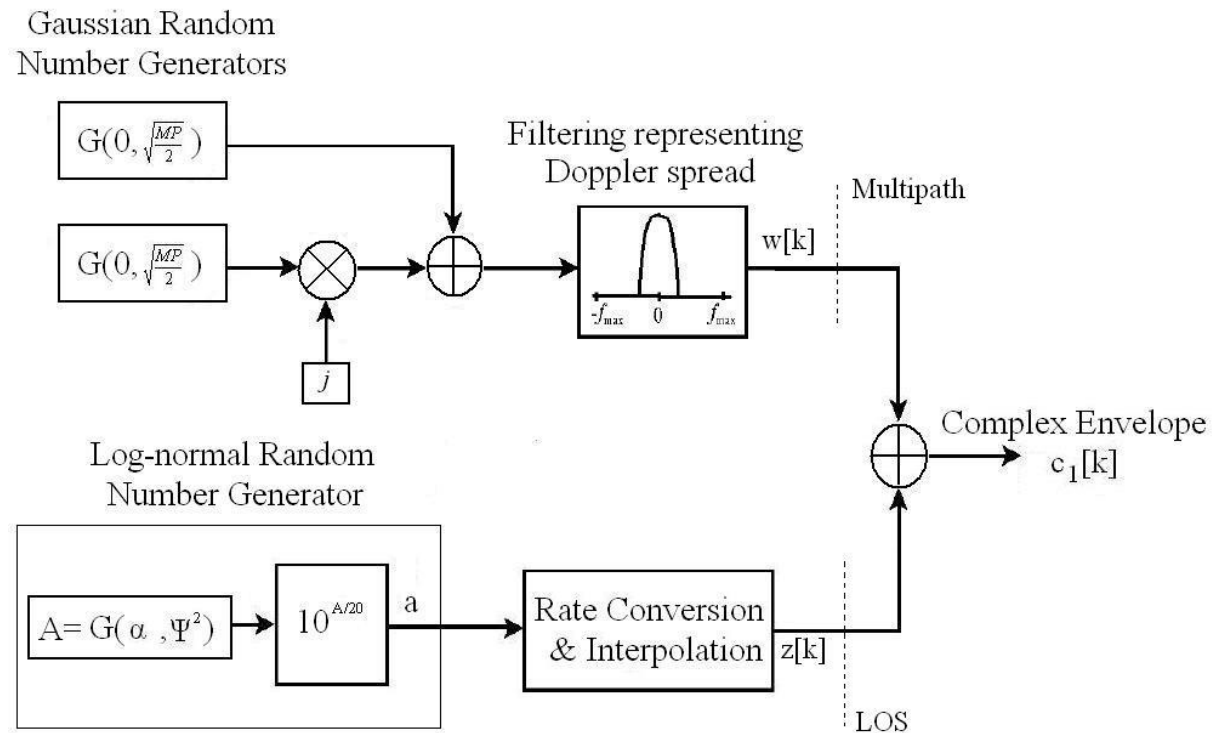 Gaussian Random
Number Generators
G(0, √(MP/2) )
G(0, √(MP/2) )
j
Filtering representing
Doppler spread
-fmax 0 fmax
w[k]
Multipath
Complex Envelope
c1[k]
Log-normal Random
Number Generator
A= G(α ,Ψ²)
10^A/20
a
Rate Conversion
& Interpolation
z[k]
LOS